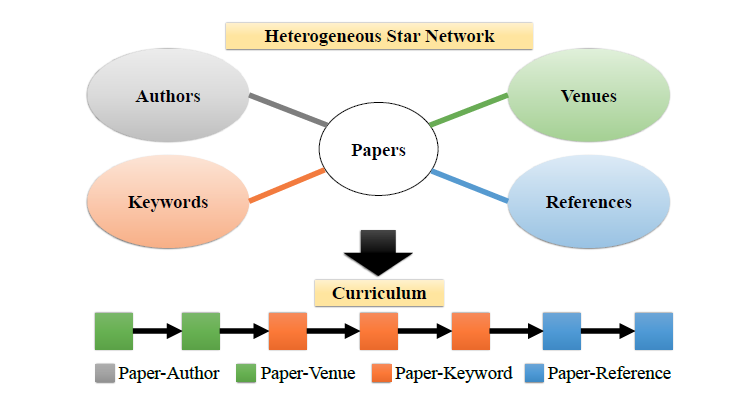 Heterogeneous Star Network
Authors
Venues
Papers
Keywords
References
Curriculum
Paper-Author Paper-Venue Paper-Keyword Paper-Reference